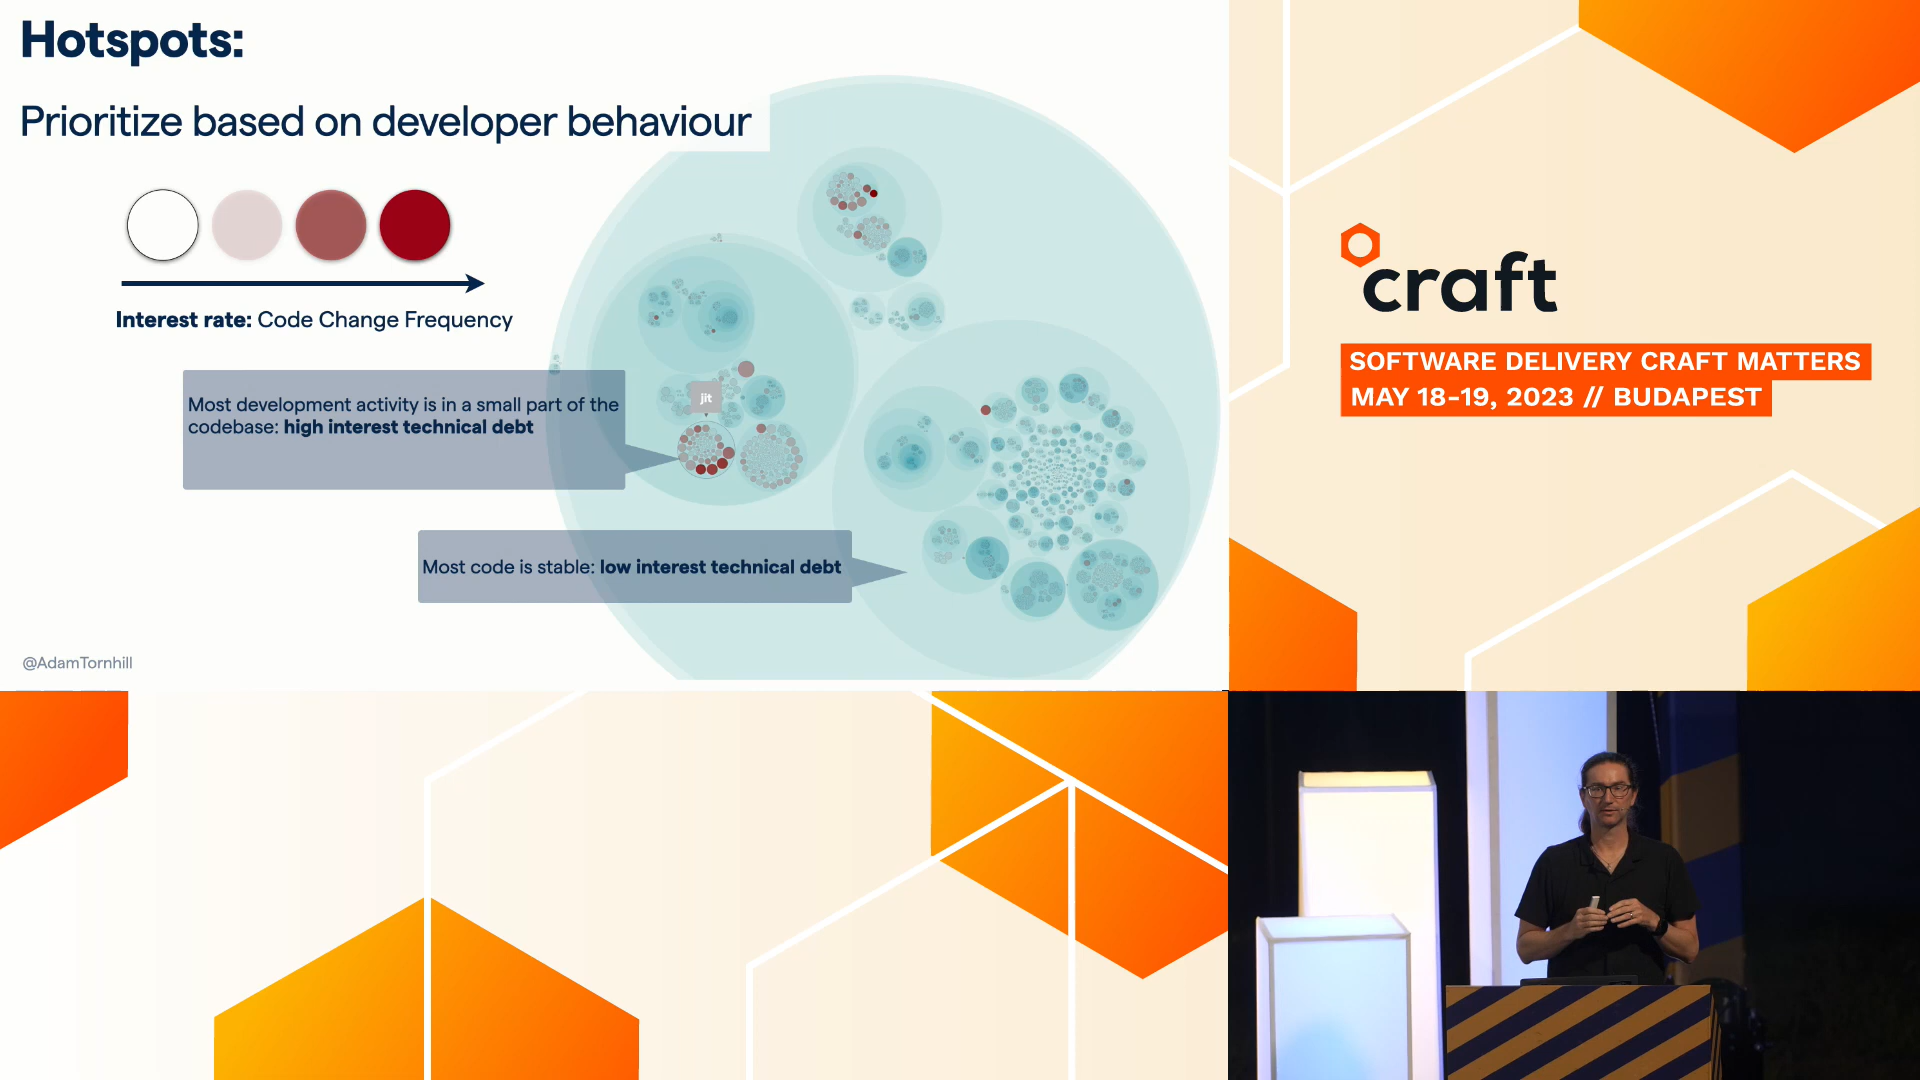 Hotspots:
Prioritize based on developer behaviour
Interest rate: Code Change Frequency
Most development activity is in a small part of the
codebase: high interest technical debt
jit
Most code is stable: low interest technical debt
@AdamTornhill
craft
SOFTWARE DELIVERY CRAFT MATTERS
MAY 18-19, 2023 // BUDAPEST